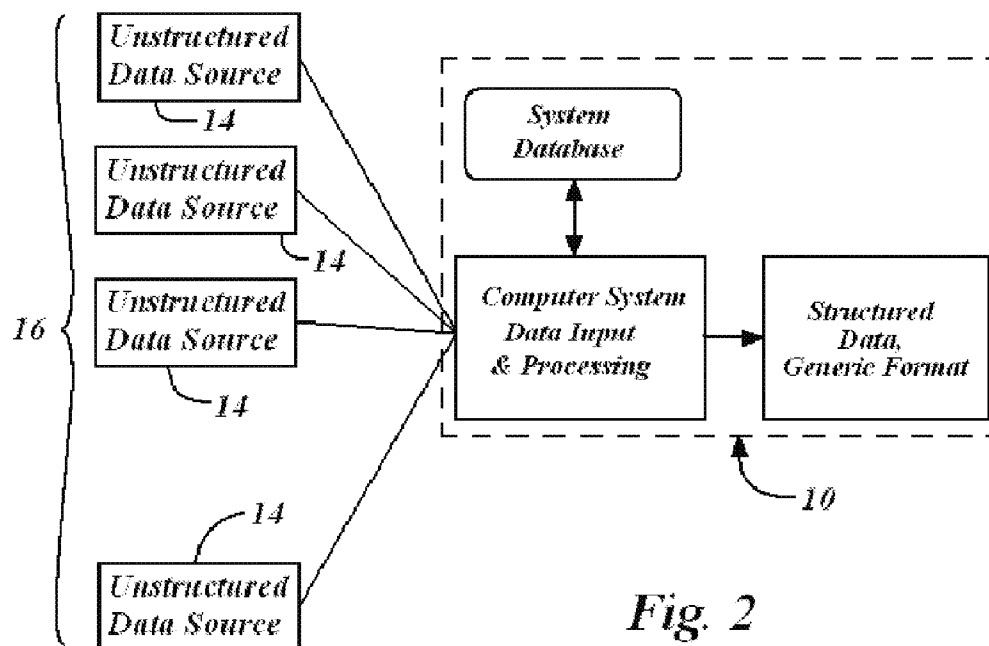 Unstructured
Data Source
14
Unstructured
Data Source
14
Unstructured
Data Source
14
16
14
Unstructured
Data Source
System
Database
Computer System
Data Input
& Processing
Structured
Data,
Generic Format
10
Fig. 2